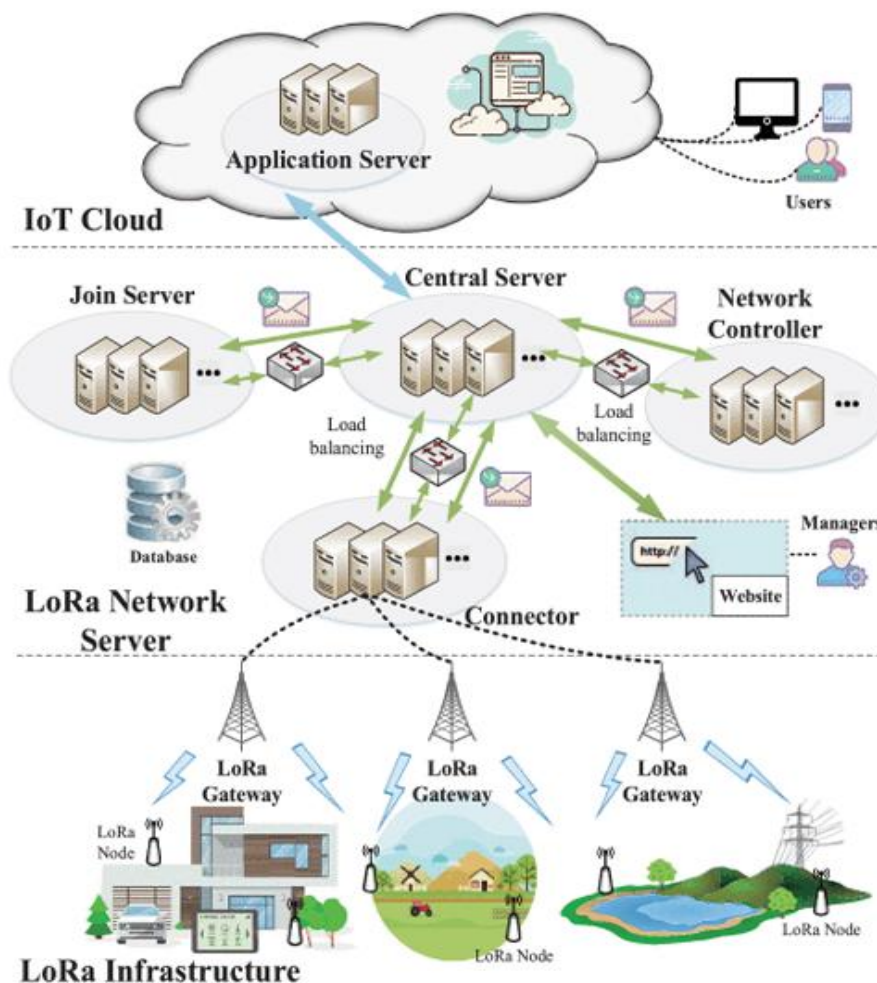 Application Server
Users
IoT Cloud
Join Server
Central Server
Network
Controller
Load
balancing
Load
balancing
Database
http://
Website
Managers
LoRa Network
Server
Connector
LoRa
Gateway
LoRa
Gateway
LoRa
Gateway
LoRa
Node
LoRa Node
LoRa Node
LoRa Infrastructure